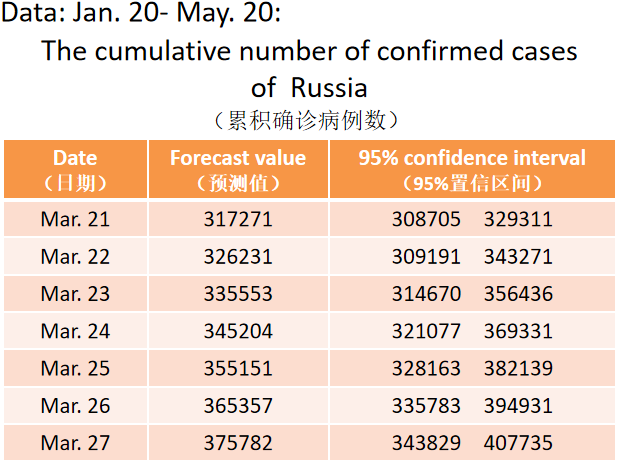 Data: Jan. 20- May. 20:
The cumulative number of confirmed cases
of Russia
（累积确诊病例数）
Date Forecast value 95% confidence interval
（日期） （预测值） （95%置信区间）
Mar. 21 317271 308705 329311
Mar. 22 326231 309191 343271
Mar. 23 335553 314670 356436
Mar. 24 345204 321077 369331
Mar. 25 355151 328163 382139
Mar. 26 365357 335783 394931
Mar. 27 375782 343829 407735